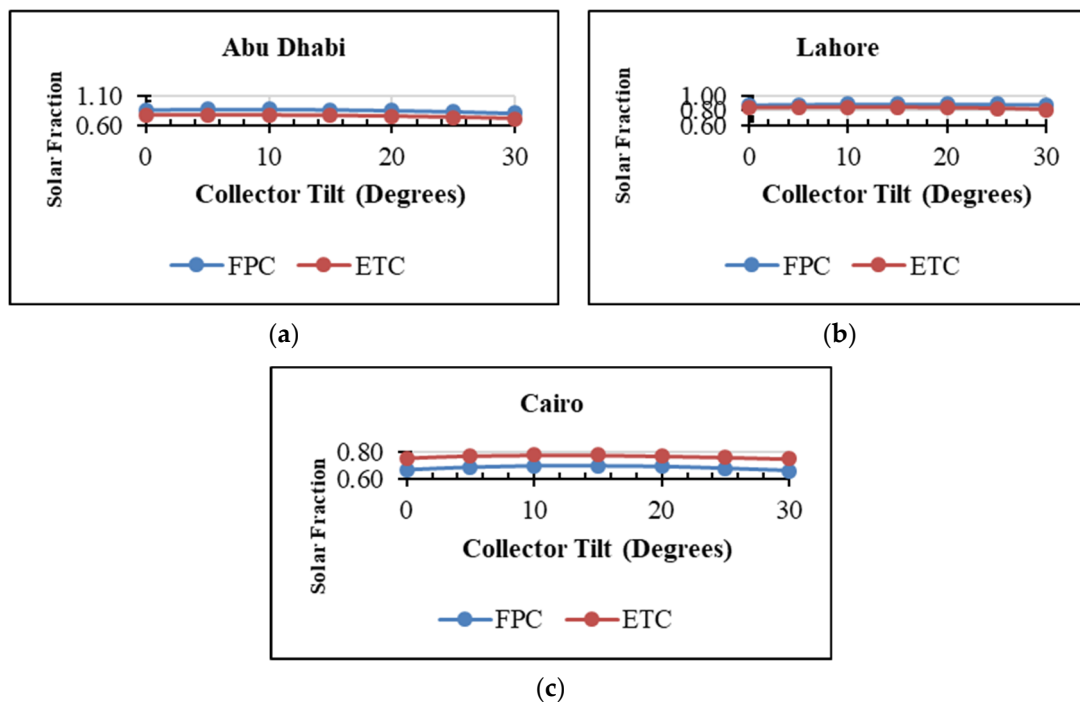 Abu Dhabi
Solar Fraction
1.10
0.60
0 10 20 30
Collector Tilt (Degrees)
FPC ETC
(a)
Lahore
Solar Fraction
1.00
0.80
0.60
0 10 20 30
Collector Tilt (Degrees)
FPC ETC
(b)
Cairo
Solar Fraction
0.80
0.60
0 10 20 30
Collector Tilt (Degrees)
FPC ETC
(c)